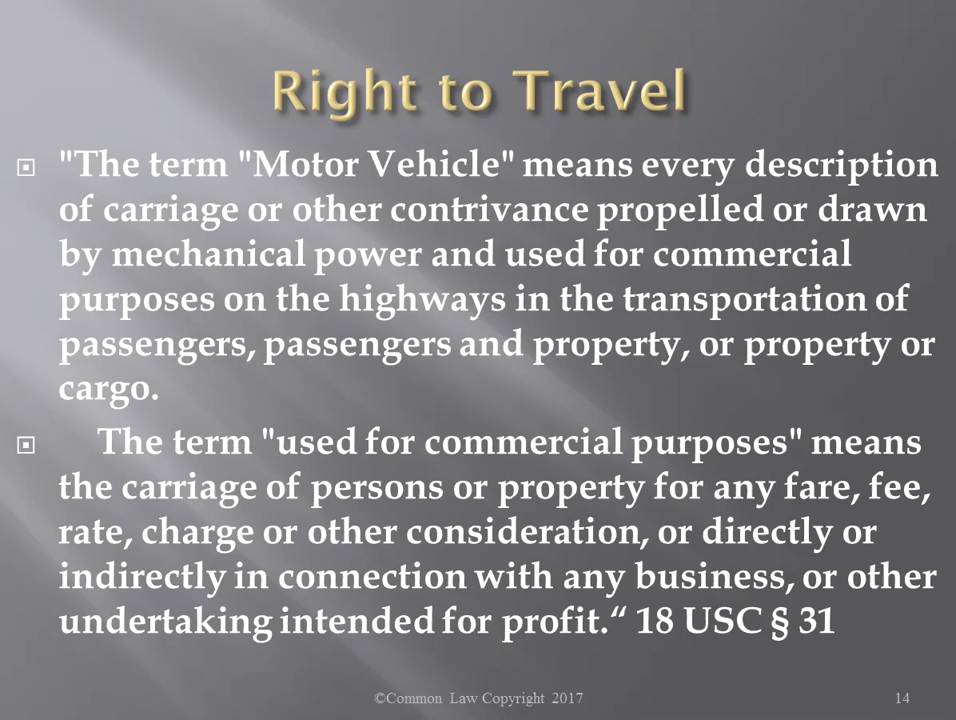 Right to Travel
"The term "Motor Vehicle" means every description
of carriage or other contrivance propelled or drawn
by mechanical power and used for commercial
purposes on the highways in the transportation of
passengers, passengers and property, or property or
cargo.
The term "used for commercial purposes" means
the carriage of persons or property for any fare, fee,
rate, charge or other consideration, or directly or
indirectly in connection with any business, or other
undertaking intended for profit.“ 18 USC § 31
©Common Law Copyright 2017
14